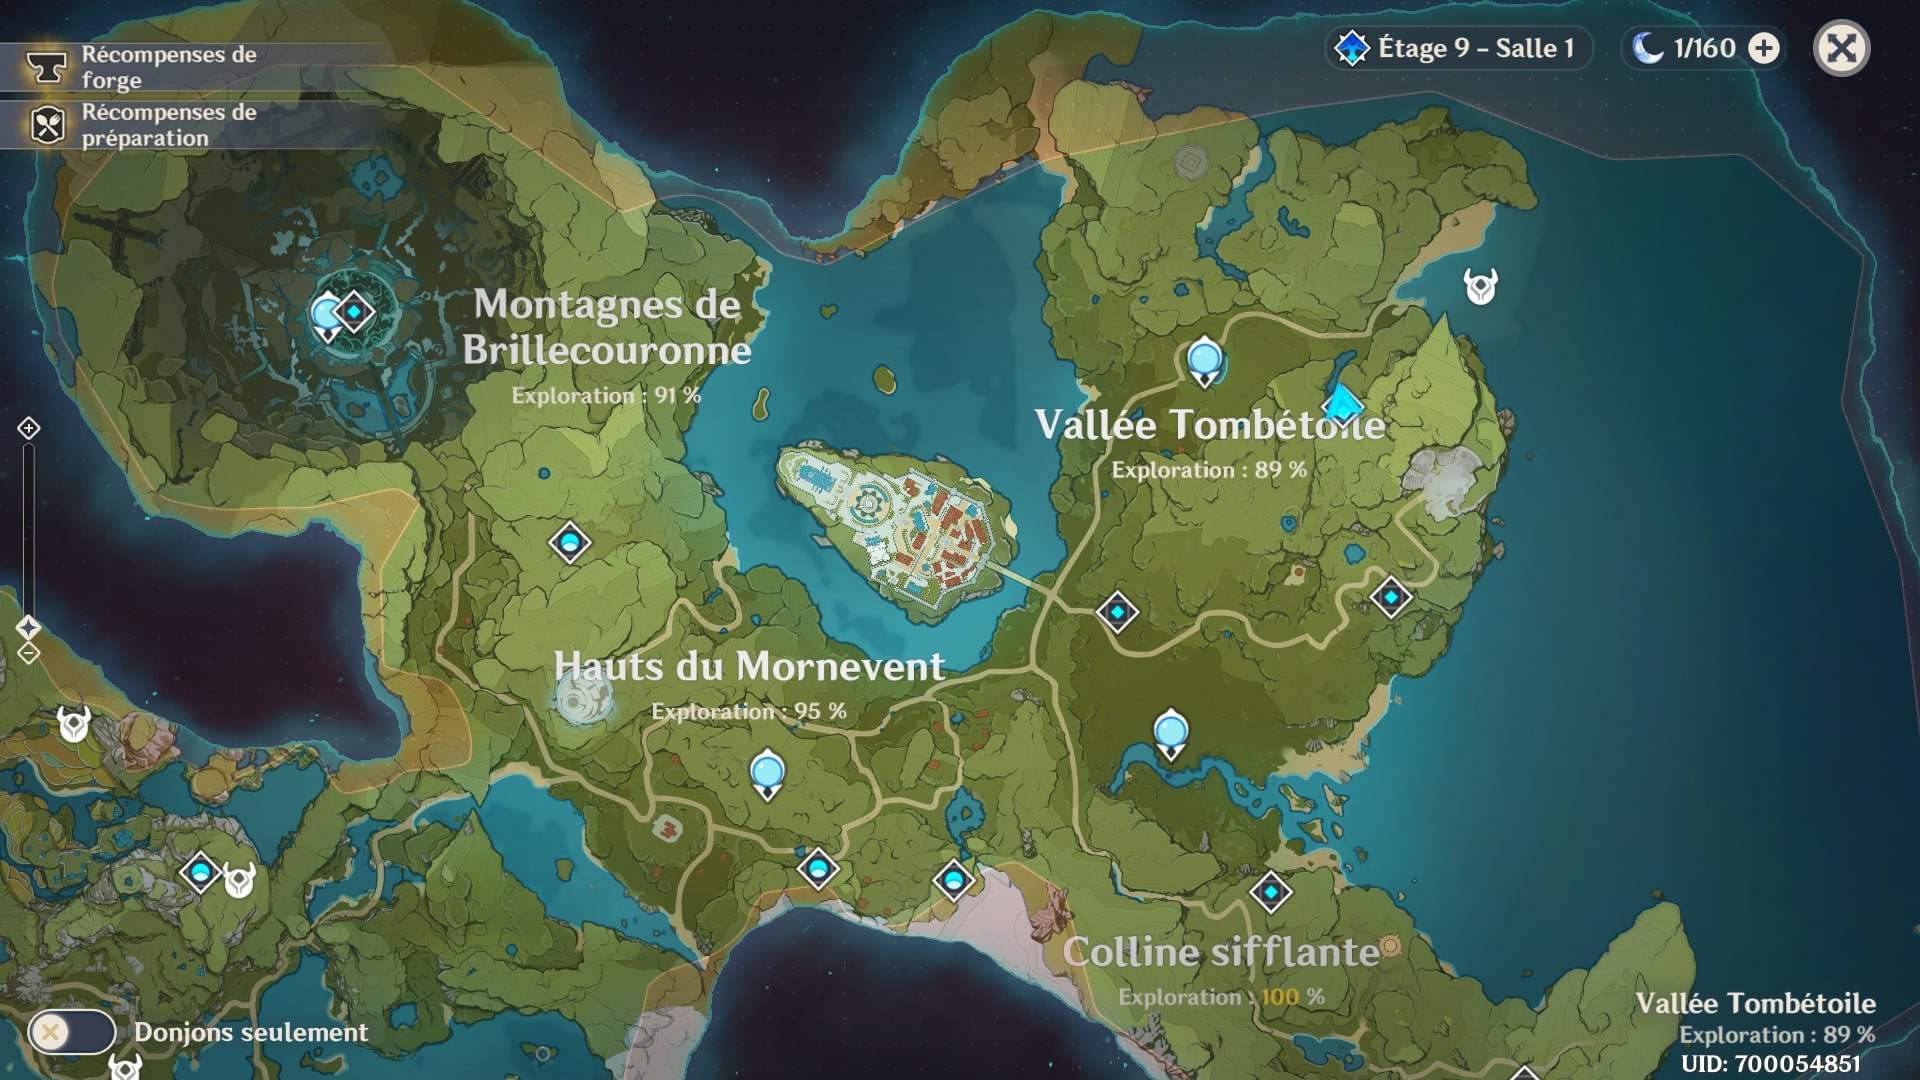 Récompenses de
forge
Récompenses de
préparation
Étage 9 – Salle 1
1/160
Montagnes de
Brillecouronne
Exploration : 91 %
Vallée Tombétoile
Exploration : 89 %
Hauts du Mornevent
Exploration : 95 %
Colline sifflante
Exploration : 100 %
Donjons seulement
Vallée Tombétoile
Exploration : 89 %
UID: 700054851